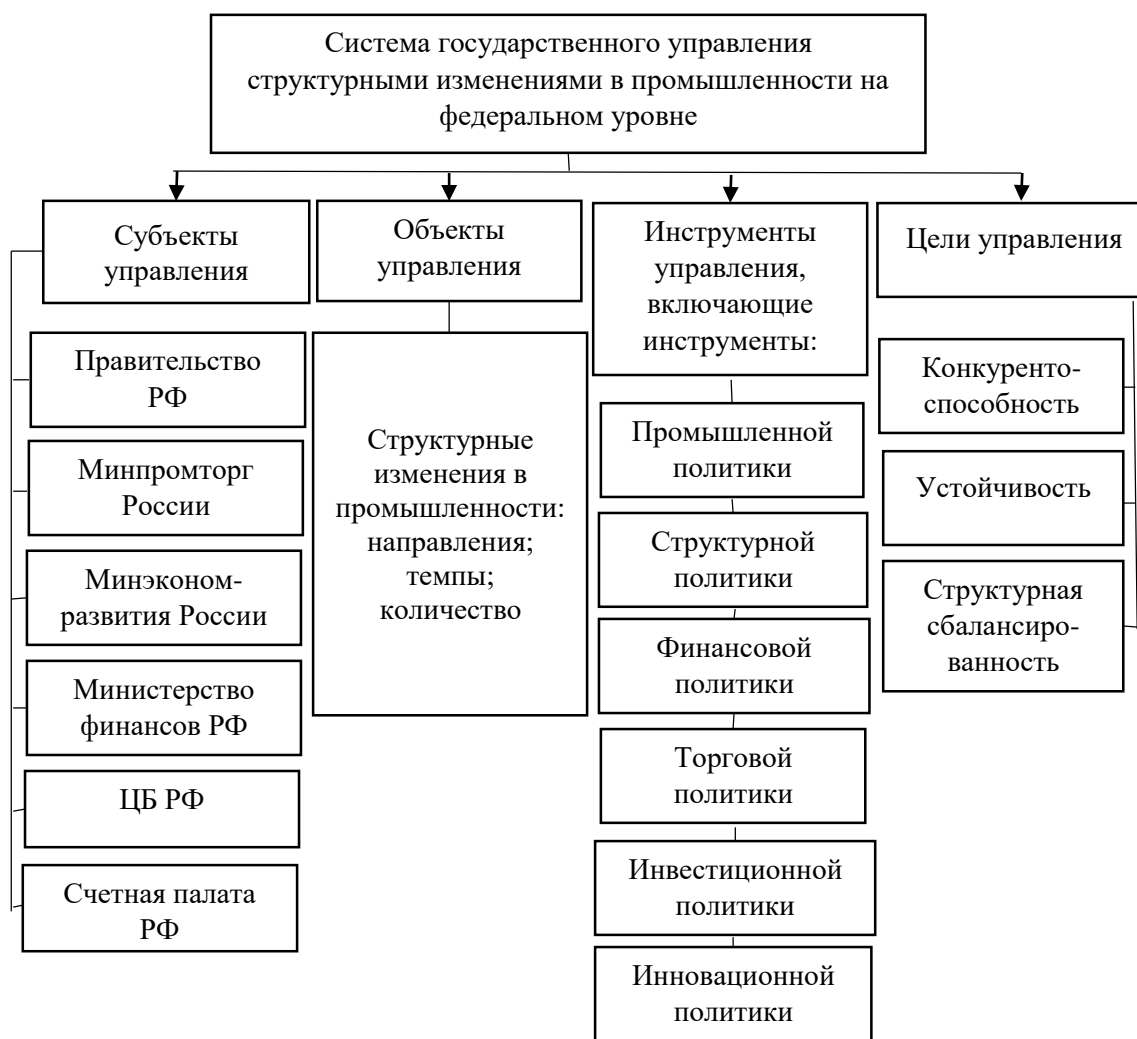 Система государственного управления
структурными изменениями в промышленности на
федеральном уровне
Субъекты
управления
Правительство
РФ
Минпромторг
России
Минэконом-
развития России
Министерство
финансов РФ
ЦБ РФ
Счетная палата
РФ
Объекты
управления
Структурные
изменения в
промышленности:
направления;
темпы;
количество
Инструменты
управления,
включающие
инструменты:
Промышленной
политики
Структурной
политики
Финансовой
политики
Торговой
политики
Инвестиционной
политики
Инновационной
политики
Цели управления
Конкуренто-
способность
Устойчивость
Структурная
сбалансиро-
ванность